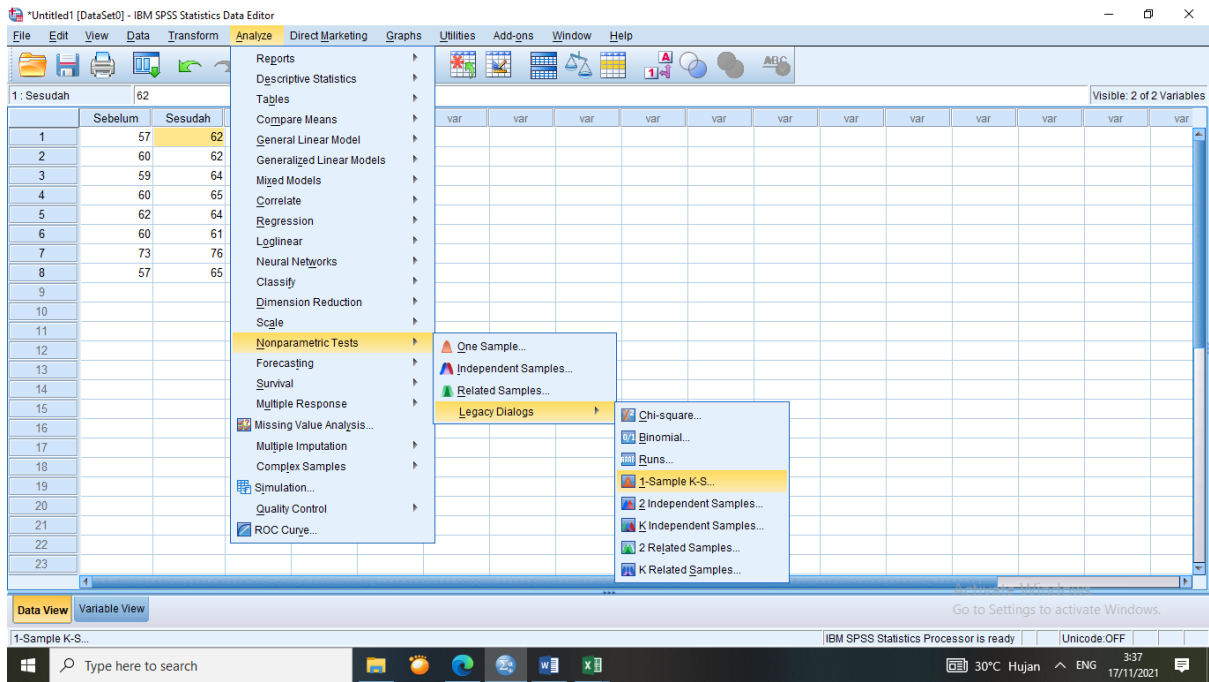 *Untitled1 [DataSet0] - IBM SPSS Statistics Data Editor
File Edit View Data Transform Analyze Direct Marketing Graphs Utilities Add-ons Window Help
1 : Sesudah 62 Visible: 2 of 2 Variables
Sebelum Sesudah var var var var var var var var var var var var
1 57 62
2 60 62
3 59 64
4 60 65
5 62 64
6 60 61
7 73 76
8 57 65
9
10
11
12
13
14
15
16
17
18
19
20
21
22
23
Reports
Descriptive Statistics
Tables
Compare Means
General Linear Model
Generalized Linear Models
Mixed Models
Correlate
Regression
Loglinear
Neural Networks
Classify
Dimension Reduction
Scale
Nonparametric Tests
Forecasting
Survival
Multiple Response
Missing Value Analysis...
Multiple Imputation
Complex Samples
Simulation...
Quality Control
ROC Curve...
One Sample...
Independent Samples...
Related Samples...
Legacy Dialogs
Chi-square...
Binomial...
Runs...
1-Sample K-S...
2 Independent Samples...
K Independent Samples...
2 Related Samples...
K Related Samples...
Activate Windows
Go to Settings to activate Windows.
Data View Variable View
1-Sample K-S... IBM SPSS Statistics Processor is ready Unicode:OFF
Type here to search
30°C Hujan ENG 3:37
17/11/2021